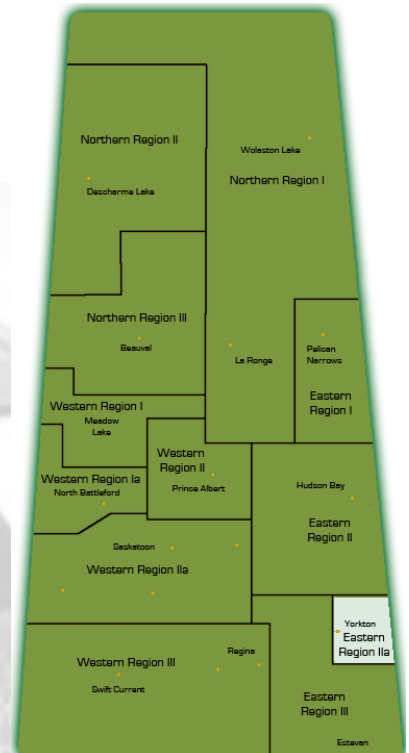 Northern Region II
Wolaston Lake
Northern Region I
Descharme Lake
Northern Region III
Beauval
La Ronge
Pelican
Narrows
Eastern
Region I
Western Region I
Meadow
Lake
Western
Region II
Prince Albert
Western Region Ia
North Battleford
Hudson Bay
Eastern
Region II
Saskatoon
Western Region IIa
Yorkton
Eastern
Region IIa
Regina
Western Region III
Swift Current
Eastern
Region III
Estevan